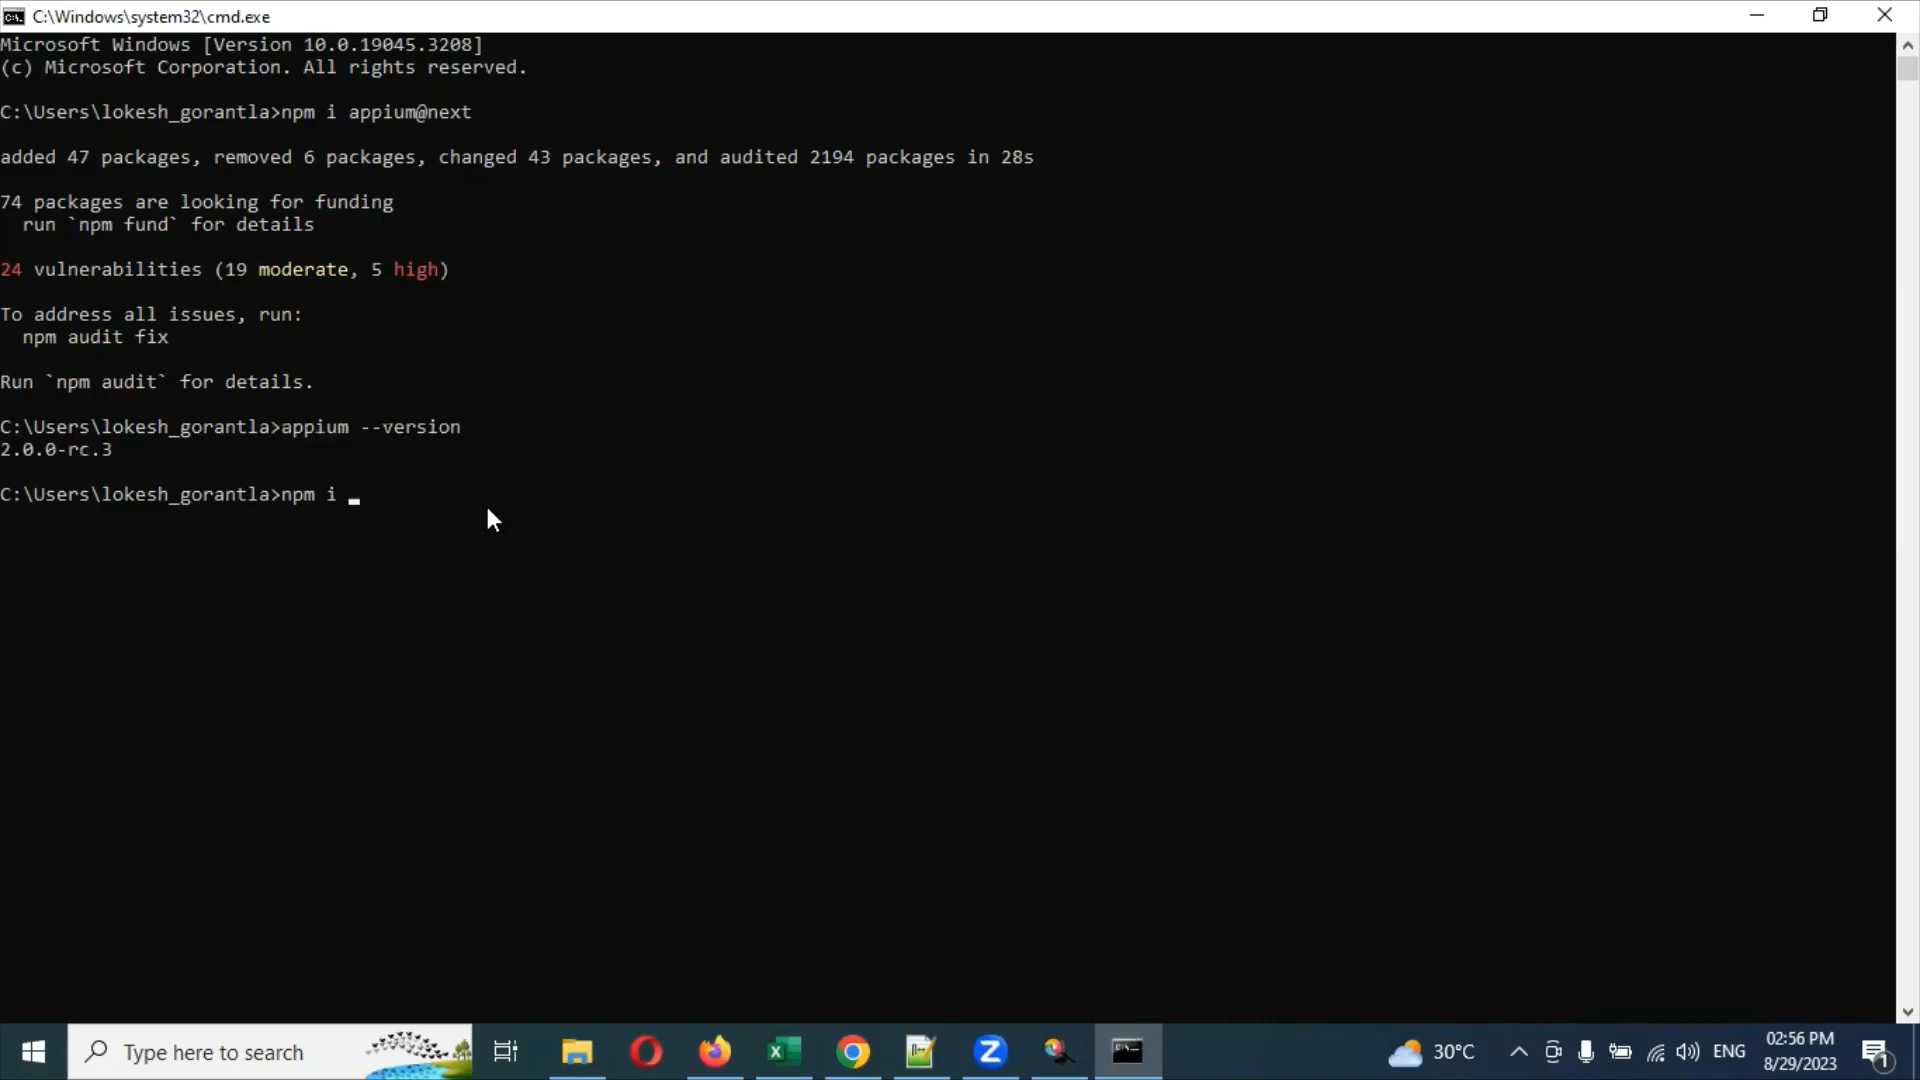 C:\Windows\system32\cmd.exe
Microsoft Windows [Version 10.0.19045.3208]
(c) Microsoft Corporation. All rights reserved.
C:\Users\lokesh_gorantla>npm i appium@next
added 47 packages, removed 6 packages, changed 43 packages, and audited 2194 packages in 28s
74 packages are looking for funding
  run `npm fund` for details
24 vulnerabilities (19 moderate, 5 high)
To address all issues, run:
  npm audit fix
Run `npm audit` for details.
C:\Users\lokesh_gorantla>appium --version
2.0.0-rc.3
C:\Users\lokesh_gorantla>npm i
Type here to search
30°C
ENG
02:56 PM
8/29/2023
1